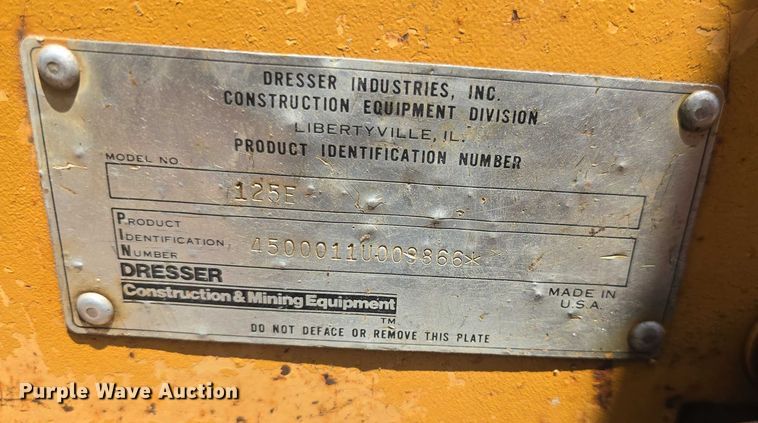 DRESSER INDUSTRIES, INC.
CONSTRUCTION EQUIPMENT DIVISION
LIBERTYVILLE, IL.
PRODUCT IDENTIFICATION NUMBER
MODEL NO.
125E
PRODUCT
IDENTIFICATION
NUMBER
4500011U009866*
DRESSER
Construction & Mining Equipment
TM
MADE IN
U.S.A.
DO NOT DEFACE OR REMOVE THIS PLATE
Purple Wave Auction